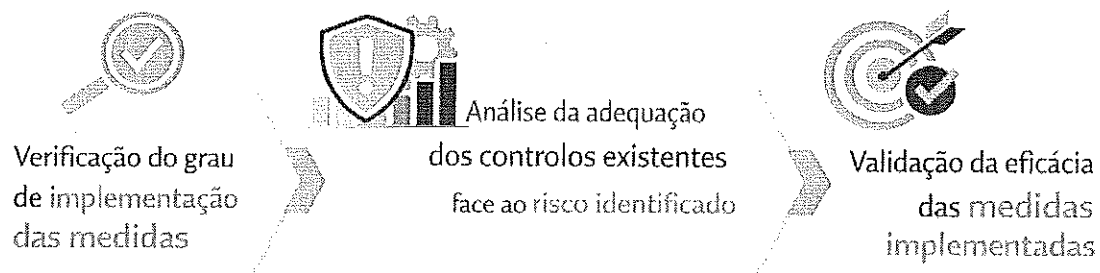 Verificação do grau
de implementação
das medidas
Análise da adequação
dos controlos existentes
face ao risco identificado
Validação da eficácia
das medidas
implementadas